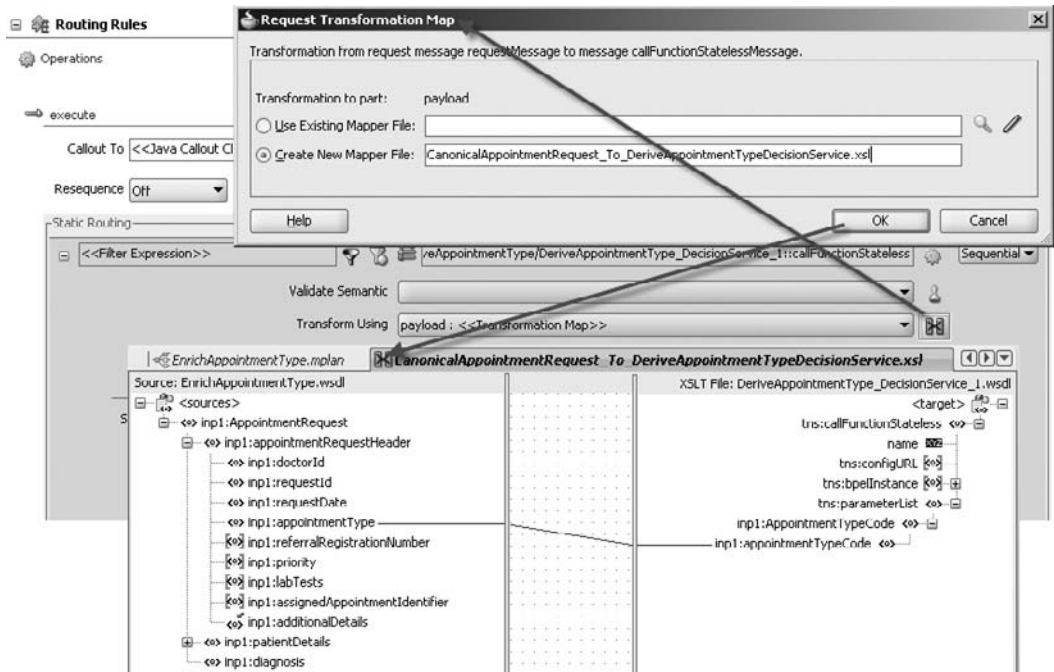 Request Transformation Map
Routing Rules
Transformation from request message requestMessage to message callFunctionStatelessMessage.
Operations
Transformation to part: payload
Use Existing Mapper File:
execute
Create New Mapper File: CanonicalAppointmentRequest_To_DeriveAppointmentTypeDecisionService.xsl
Callout To <<Java Callout Cl
Resequence Off
Help OK Cancel
Static Routing
<<Filter Expression>> /eAppointmentType/DeriveAppointmentType_DecisionService_1::callFunctionStateless Sequential
Validate Semantic
Transform Using payload : <<Transformation Map>>
EnrichAppointmentType.mplan CanonicalAppointmentRequest_To_DeriveAppointmentTypeDecisionService.xsl
Source: EnrichAppointmentType.wsdl XSLT File: DeriveAppointmentType_DecisionService_1.wsdl
<sources> <target>
S inp1:AppointmentRequest tns:callFunctionStateless
inp1:appointmentRequestHeader name
inp1:doctorId tns:configURL
inp1:requestId tns:bpelInstance
inp1:requestDate tns:parameterList
inp1:appointmentType inp1:AppointmentTypeCode
inp1:referralRegistrationNumber inp1:appointmentTypeCode
inp1:priority
inp1:labTests
inp1:assignedAppointmentIdentifier
inp1:additionalDetails
inp1:patientDetails
inp1:diagnosis